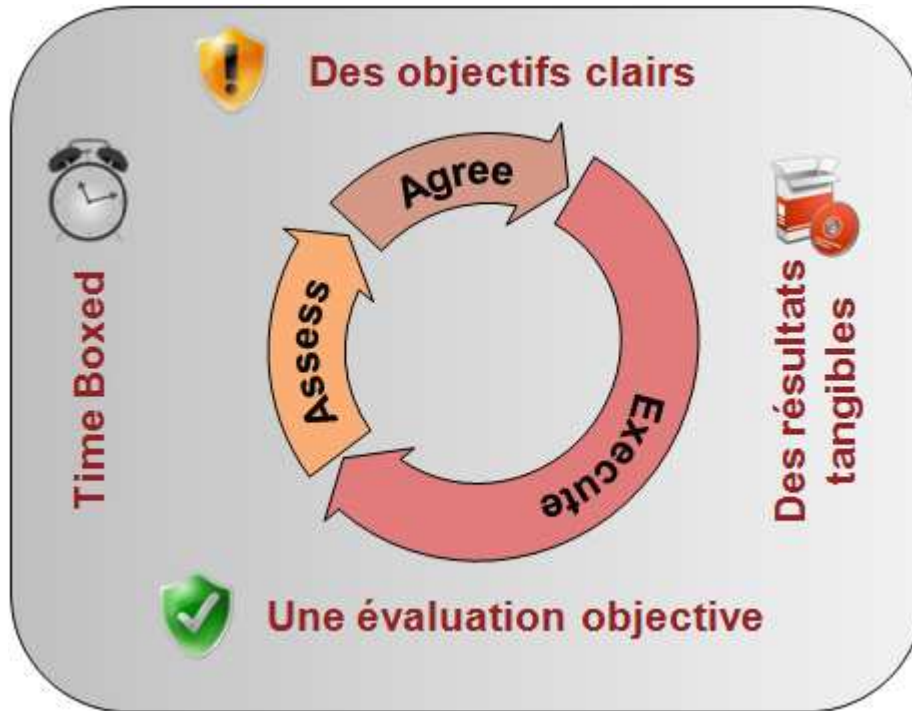 Des objectifs clairs
Agree
Execute
Assess
Time Boxed
Des résultats
tangibles
Une évaluation objective